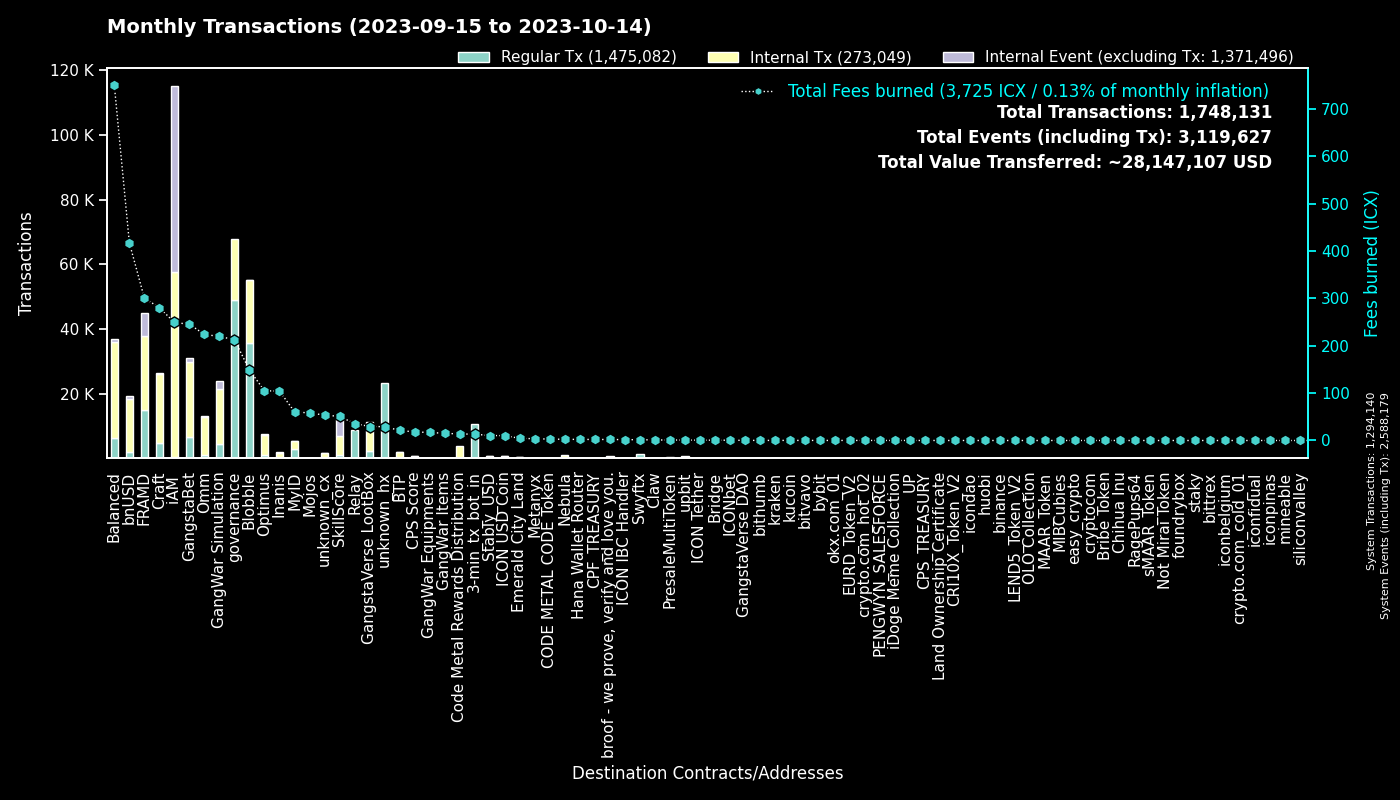 Monthly Transactions (2023-09-15 to 2023-10-14)
Regular Tx (1,475,082)
Internal Tx (273,049)
Internal Event (excluding Tx: 1,371,496)
Total Fees burned (3,725 ICX / 0.13% of monthly inflation)
Total Transactions: 1,748,131
Total Events (including Tx): 3,119,627
Total Value Transferred: ~28,147,107 USD
Transactions
120 K
100 K
80 K
60 K
40 K
20 K
700
600
500
400
300
200
100
0
Fees burned (ICX)
System Transactions: 1,294,140
System Events (including Tx): 2,588,179
Balanced
bnUSD
FRAMD
Craft
iAM
GangstaBet
Omm
GangWar Simulation
governance
Blobble
Optimus
Inanis
MyID
Mojos
unknown_cx
SkillScore
Relay
GangstaVerse LootBox
unknown_hx
BTP
CPS Score
GangWar Equipments
GangWar Items
Code Metal Rewards Distribution
3-min_tx_bot_in
Stably_USD
ICON USD Coin
Emerald City Land
Metanyx
CODE METAL CODE Token
Nebula
Hana Wallet Router
CPF_TREASURY
broof - we prove, verify and love you.
ICON IBC Handler
Swyftx
Claw
PresaleMultiToken
upbit
ICON Tether
Bridge
ICONbet
GangstaVerse DAO
bithumb
kraken
kucoin
bitvavo
bybit
okx.com_01
EURD_Token_V2
crypto.com_hot_02
PENGWYN_SALESFORCE
iDoge Meme Collection
UP
CPS_TREASURY
Land Ownership Certificate
CRI10X_Token_V2
icondao
huobi
binance
LEND5_Token_V2
OLO Collection
MAAR_Token
MIBCubies
easy_crypto
cryptocom
Bribe Token
Chihua Inu
RagePups64
sMAAR_Token
Not Mirai Token
foundrybox
staky
bittrex
iconbelgium
crypto.com_cold_01
_iconfidual
iconpinas
mineable
siliconvalley
Destination Contracts/Addresses